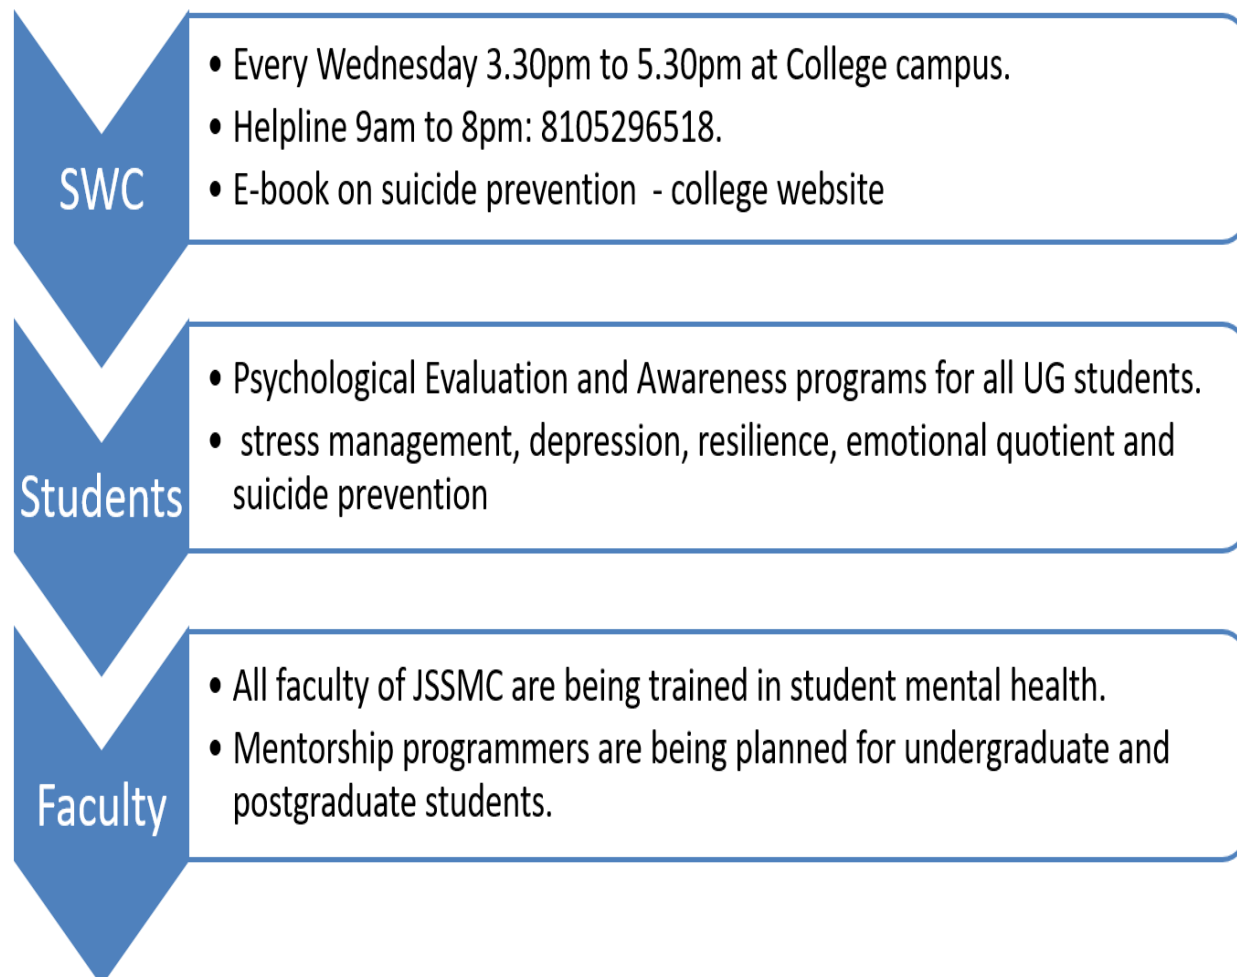 SWC
• Every Wednesday 3.30pm to 5.30pm at College campus.
• Helpline 9am to 8pm: 8105296518.
• E-book on suicide prevention - college website
Students
• Psychological Evaluation and Awareness programs for all UG students.
• stress management, depression, resilience, emotional quotient and
suicide prevention
Faculty
• All faculty of JSSMC are being trained in student mental health.
• Mentorship programmers are being planned for undergraduate and
postgraduate students.